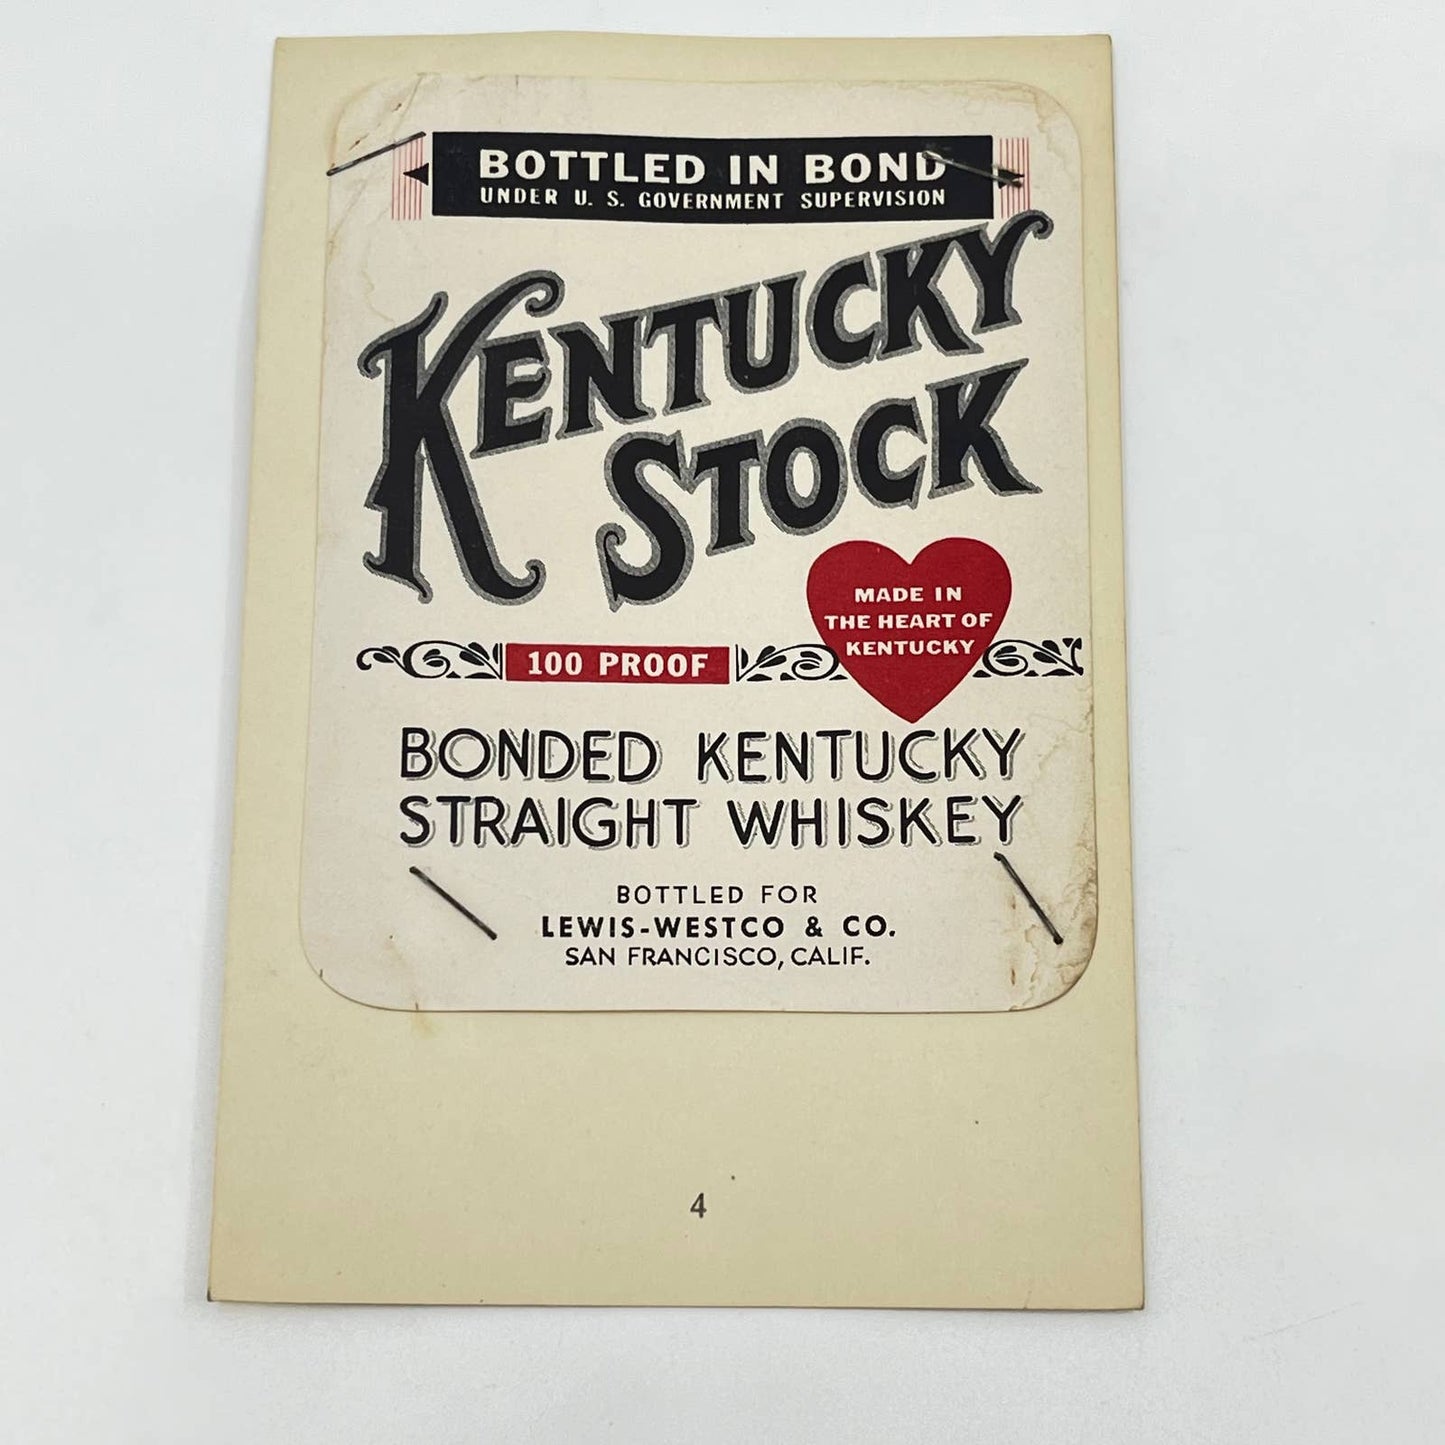 BOTTLED IN BOND
UNDER U. S. GOVERNMENT SUPERVISION
KENTUCKY
STOCK
MADE IN
THE HEART OF
KENTUCKY
100 PROOF
BONDED KENTUCKY
STRAIGHT WHISKEY
BOTTLED FOR
LEWIS-WESTCO & CO.
SAN FRANCISCO, CALIF.
4